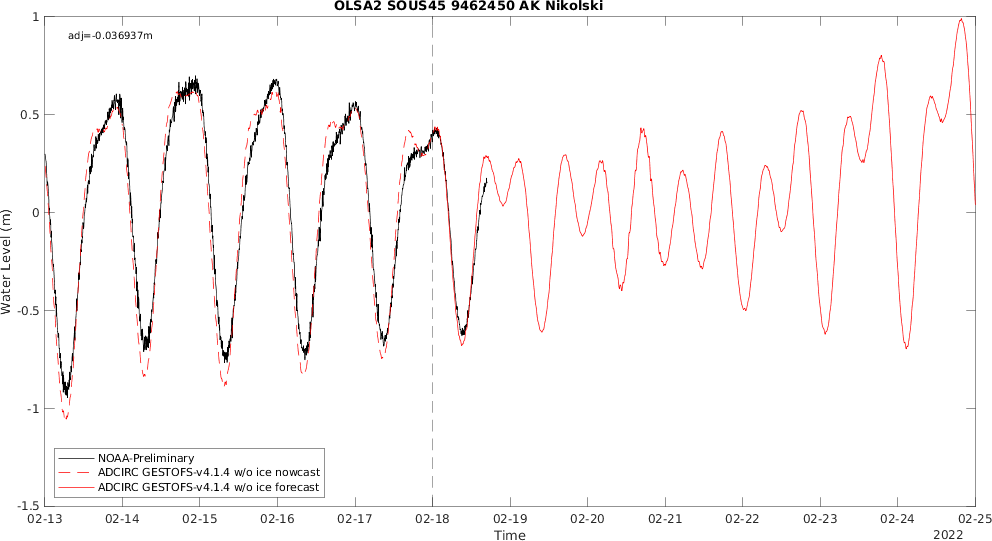 OLSA2 SOUS45 9462450 AK Nikolski
adj=-0.036937m
1
0.5
0
-0.5
-1
-1.5
Water Level (m)
NOAA-Preliminary
ADCIRC GESTOFS-v4.1.4 w/o ice nowcast
ADCIRC GESTOFS-v4.1.4 w/o ice forecast
02-13 02-14 02-15 02-16 02-17 02-18 02-19 02-20 02-21 02-22 02-23 02-24 02-25
Time
2022